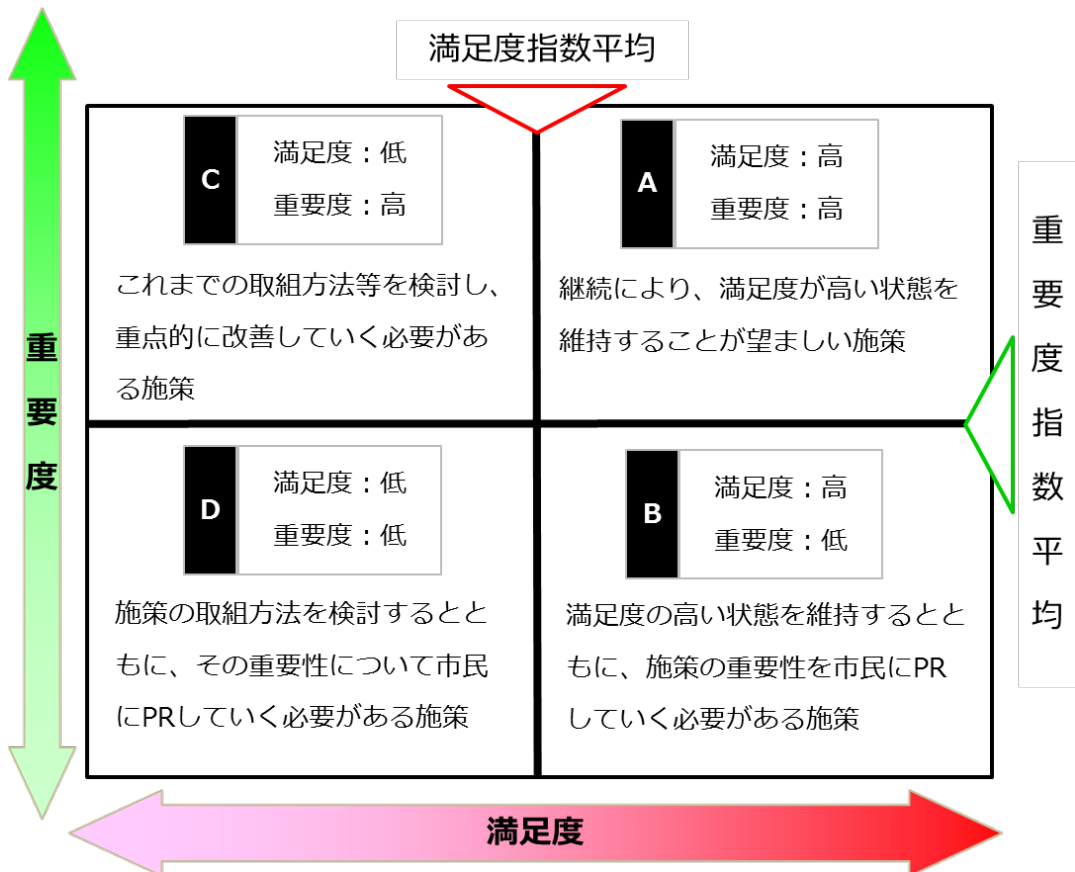 満足度指数平均
C
満足度：低
重要度：高
これまでの取組方法等を検討し、
重点的に改善していく必要があ
る施策
A
満足度：高
重要度：高
継続により、満足度が高い状態を
維持することが望ましい施策
D
満足度：低
重要度：低
施策の取組方法を検討するとと
もに、その重要性について市民
にPRしていく必要がある施策
B
満足度：高
重要度：低
満足度の高い状態を維持するとと
もに、施策の重要性を市民にPR
していく必要がある施策
重要度
重要度指数平均
満足度